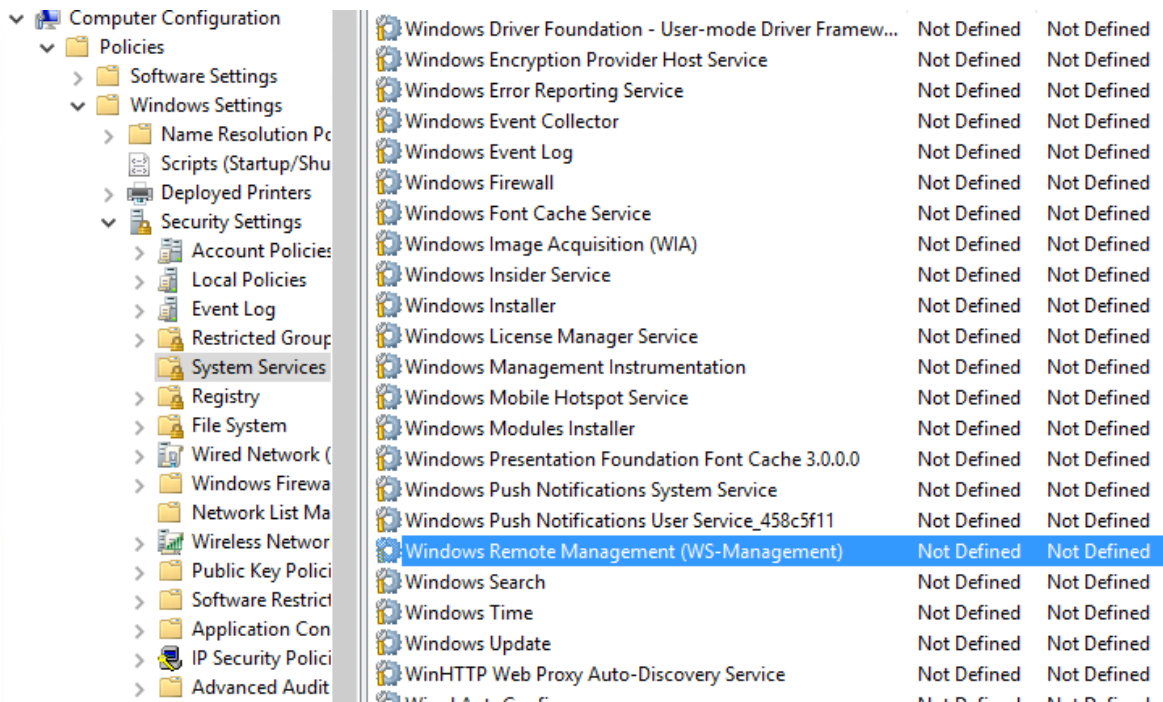 Computer Configuration
Policies
Software Settings
Windows Settings
Name Resolution Pc
Scripts (Startup/Shu
Deployed Printers
Security Settings
Account Policies
Local Policies
Event Log
Restricted Group
System Services
Registry
File System
Wired Network (
Windows Firewa
Network List Ma
Wireless Networ
Public Key Polici
Software Restrict
Application Con
IP Security Polici
Advanced Audit
Windows Driver Foundation - User-mode Driver Framew... Not Defined Not Defined
Windows Encryption Provider Host Service Not Defined Not Defined
Windows Error Reporting Service Not Defined Not Defined
Windows Event Collector Not Defined Not Defined
Windows Event Log Not Defined Not Defined
Windows Firewall Not Defined Not Defined
Windows Font Cache Service Not Defined Not Defined
Windows Image Acquisition (WIA) Not Defined Not Defined
Windows Insider Service Not Defined Not Defined
Windows Installer Not Defined Not Defined
Windows License Manager Service Not Defined Not Defined
Windows Management Instrumentation Not Defined Not Defined
Windows Mobile Hotspot Service Not Defined Not Defined
Windows Modules Installer Not Defined Not Defined
Windows Presentation Foundation Font Cache 3.0.0.0 Not Defined Not Defined
Windows Push Notifications System Service Not Defined Not Defined
Windows Push Notifications User Service_458c5f11 Not Defined Not Defined
Windows Remote Management (WS-Management) Not Defined Not Defined
Windows Search Not Defined Not Defined
Windows Time Not Defined Not Defined
Windows Update Not Defined Not Defined
WinHTTP Web Proxy Auto-Discovery Service Not Defined Not Defined